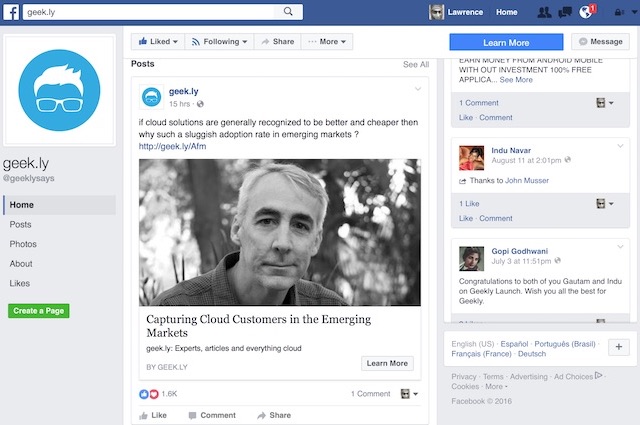 geek.ly
Lawrence
Home
1
Liked
Following
Share
More
Learn More
Message
geek.ly
@geeklysays
Home
Posts
Photos
About
Likes
Create a Page
Posts
See All
geek.ly
15 hrs ·
if cloud solutions are generally recognized to be better and cheaper then
why such a sluggish adoption rate in emerging markets ?
http://geek.ly/Afm
Capturing Cloud Customers in the Emerging
Markets
geek.ly: Experts, articles and everything cloud
BY GEEK.LY
Learn More
1.6K
1 Comment
Like
Comment
Share
EARN MONEY FROM ANDROID MOBILE
WITH OUT INVESTMENT 100% FREE
APPLICA... See More
1 Comment
Like · Comment
Indu Navar
August 11 at 2:01pm ·
Thanks to John Musser
1 Like
Like · Comment
Gopi Godhwani
July 3 at 11:51pm ·
Congratulations to both of you Gautam and Indu
on Geekly Launch. Wish you all the best for
Geekly.
English (US) · Español · Português (Brasil) ·
Français (France) · Deutsch
Privacy · Terms · Advertising · Ad Choices
Cookies · More
Facebook © 2016